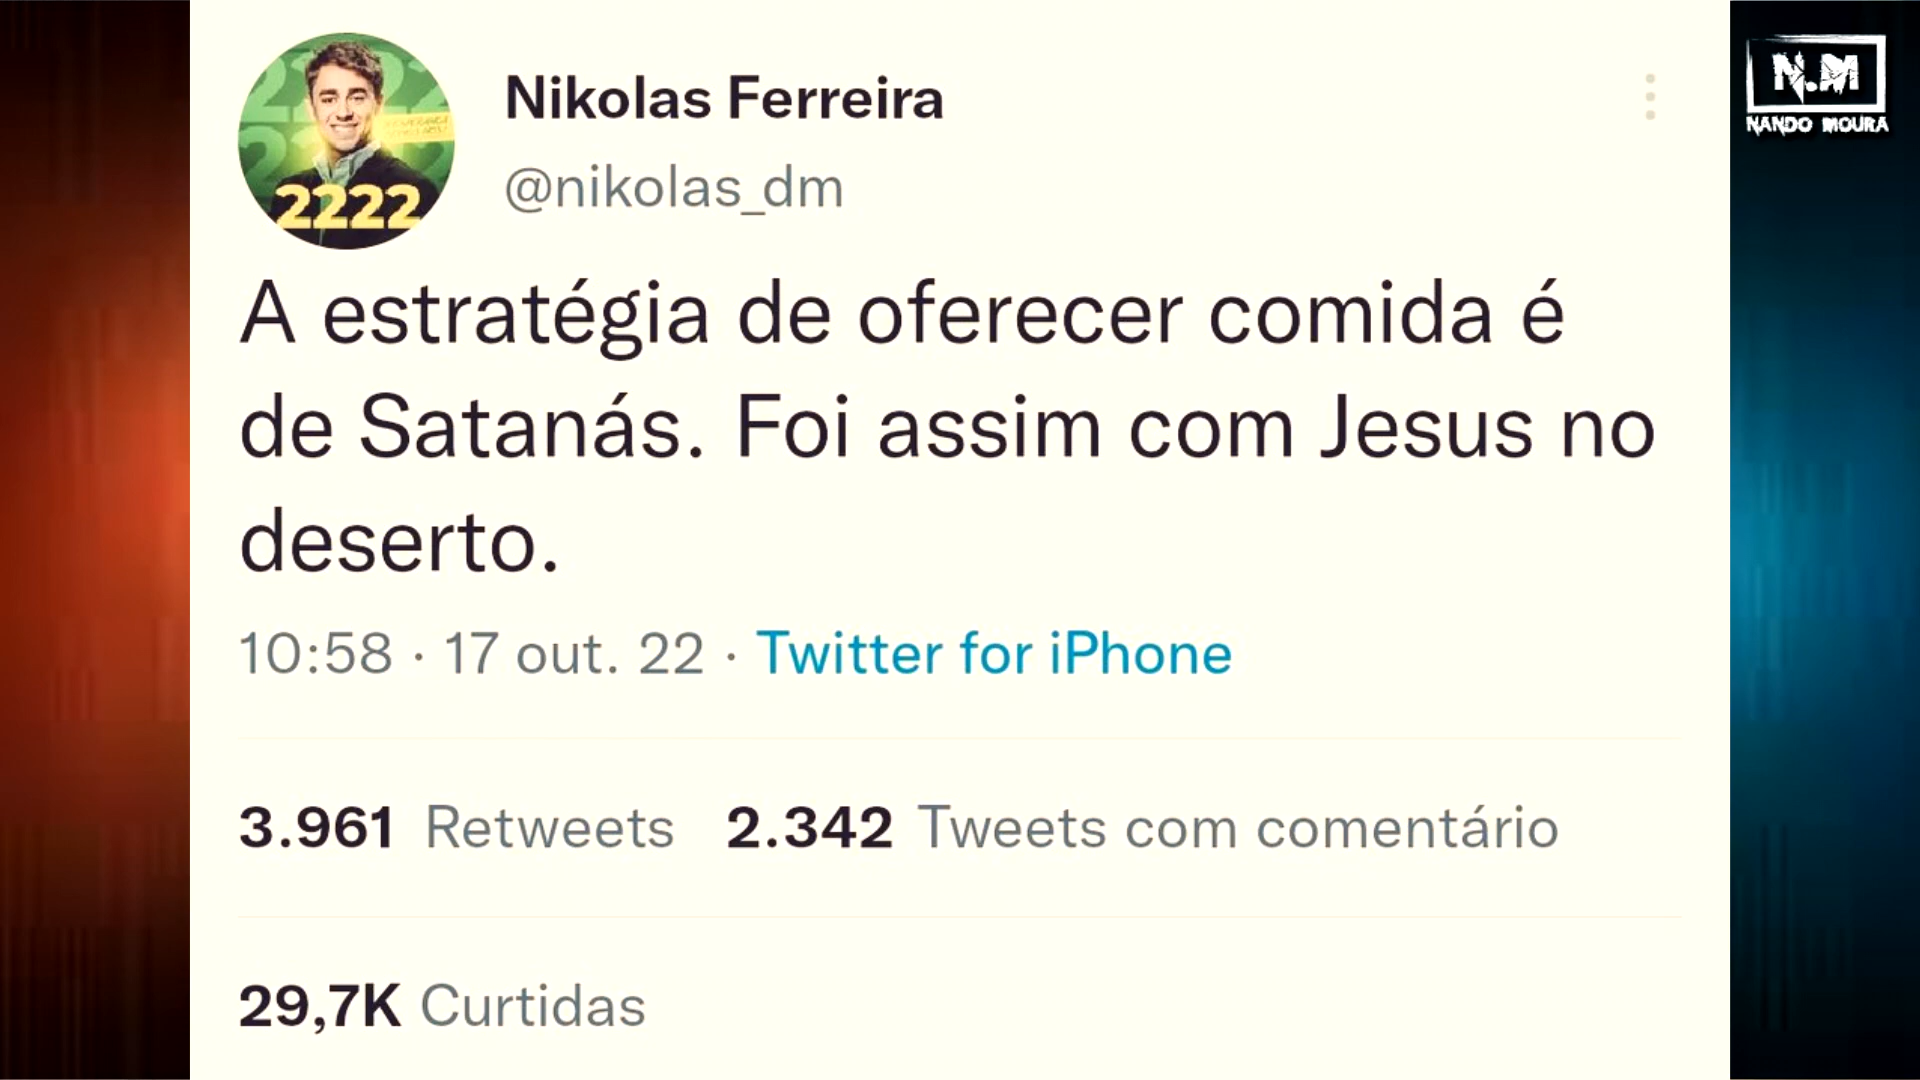 Nikolas Ferreira
@nikolas_dm
2222
A estratégia de oferecer comida é
de Satanás. Foi assim com Jesus no
deserto.
10:58 · 17 out. 22 · Twitter for iPhone
3.961 Retweets 2.342 Tweets com comentário
29,7K Curtidas
N.M
NANDO MOURA